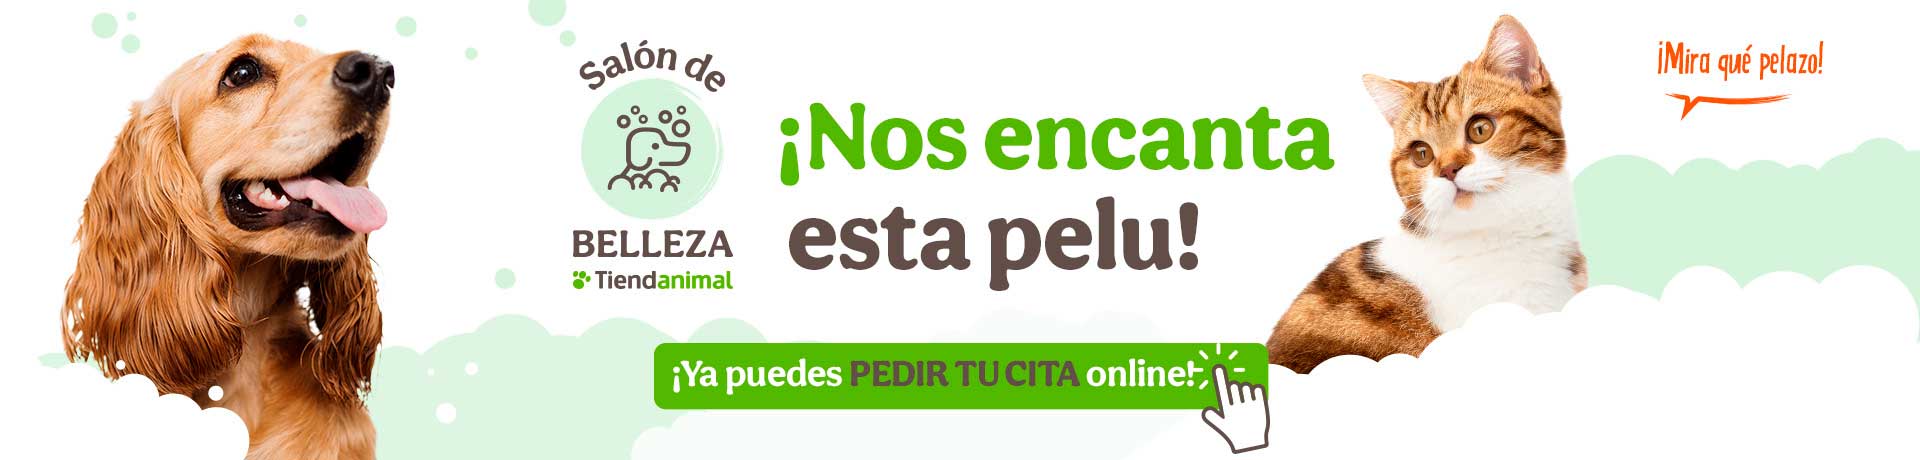 Salón de
BELLEZA
Tiendanimal
¡Nos encanta
esta pelu!
¡Ya puedes PEDIR TU CITA online!
¡Mira qué pelazo!